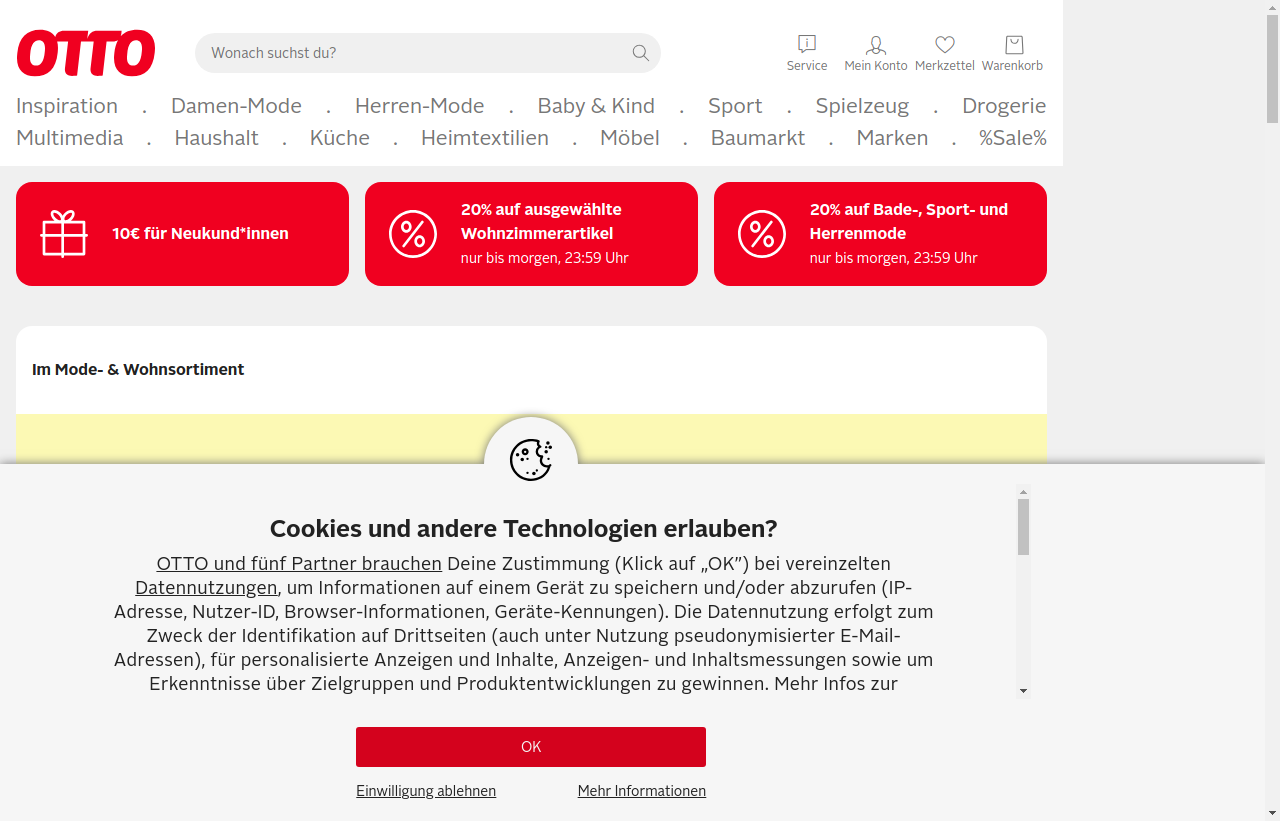 OTTO
Wonach suchst du?
Service
Mein Konto
Merkzettel
Warenkorb
Inspiration . Damen-Mode . Herren-Mode . Baby & Kind . Sport . Spielzeug . Drogerie
Multimedia . Haushalt . Küche . Heimtextilien . Möbel . Baumarkt . Marken . %Sale%
10€ für Neukund*innen
20% auf ausgewählte
Wohnzimmerartikel
nur bis morgen, 23:59 Uhr
20% auf Bade-, Sport- und
Herrenmode
nur bis morgen, 23:59 Uhr
Im Mode- & Wohnsortiment
Cookies und andere Technologien erlauben?
OTTO und fünf Partner brauchen Deine Zustimmung (Klick auf „OK”) bei vereinzelten
Datennutzungen, um Informationen auf einem Gerät zu speichern und/oder abzurufen (IP-
Adresse, Nutzer-ID, Browser-Informationen, Geräte-Kennungen). Die Datennutzung erfolgt zum
Zweck der Identifikation auf Drittseiten (auch unter Nutzung pseudonymisierter E-Mail-
Adressen), für personalisierte Anzeigen und Inhalte, Anzeigen- und Inhaltsmessungen sowie um
Erkenntnisse über Zielgruppen und Produktentwicklungen zu gewinnen. Mehr Infos zur
OK
Einwilligung ablehnen
Mehr Informationen